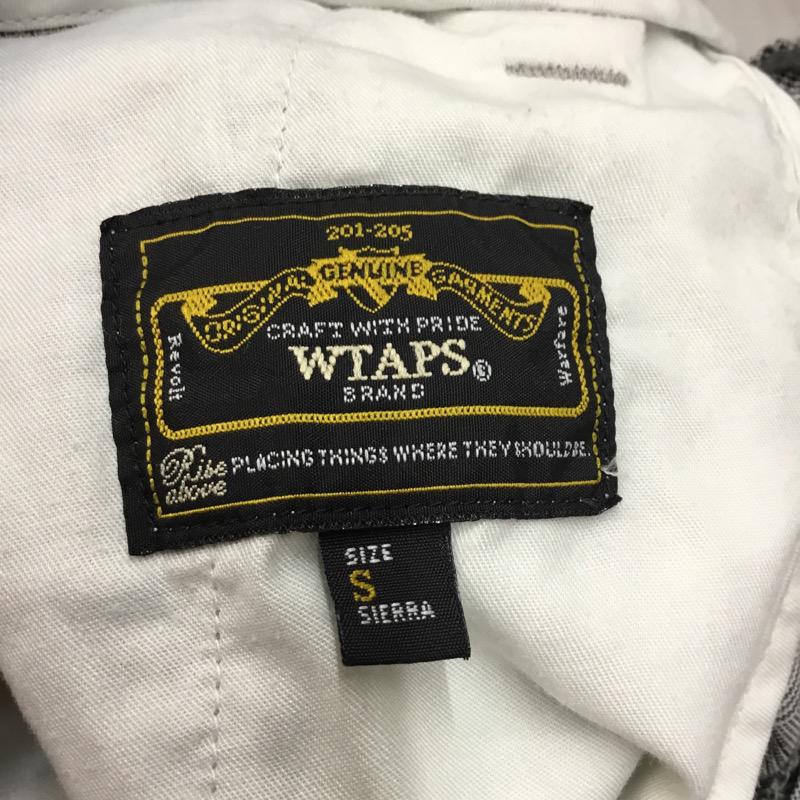 201-205
ORIGINAL GENUINE GARMENTS
CRAFT WITH PRIDE
Revolt
WTAPS®
Warfare
BRAND
Rise above
PLACING THINGS WHERE THEY SHOULD BE.
SIZE
S
SIERRA